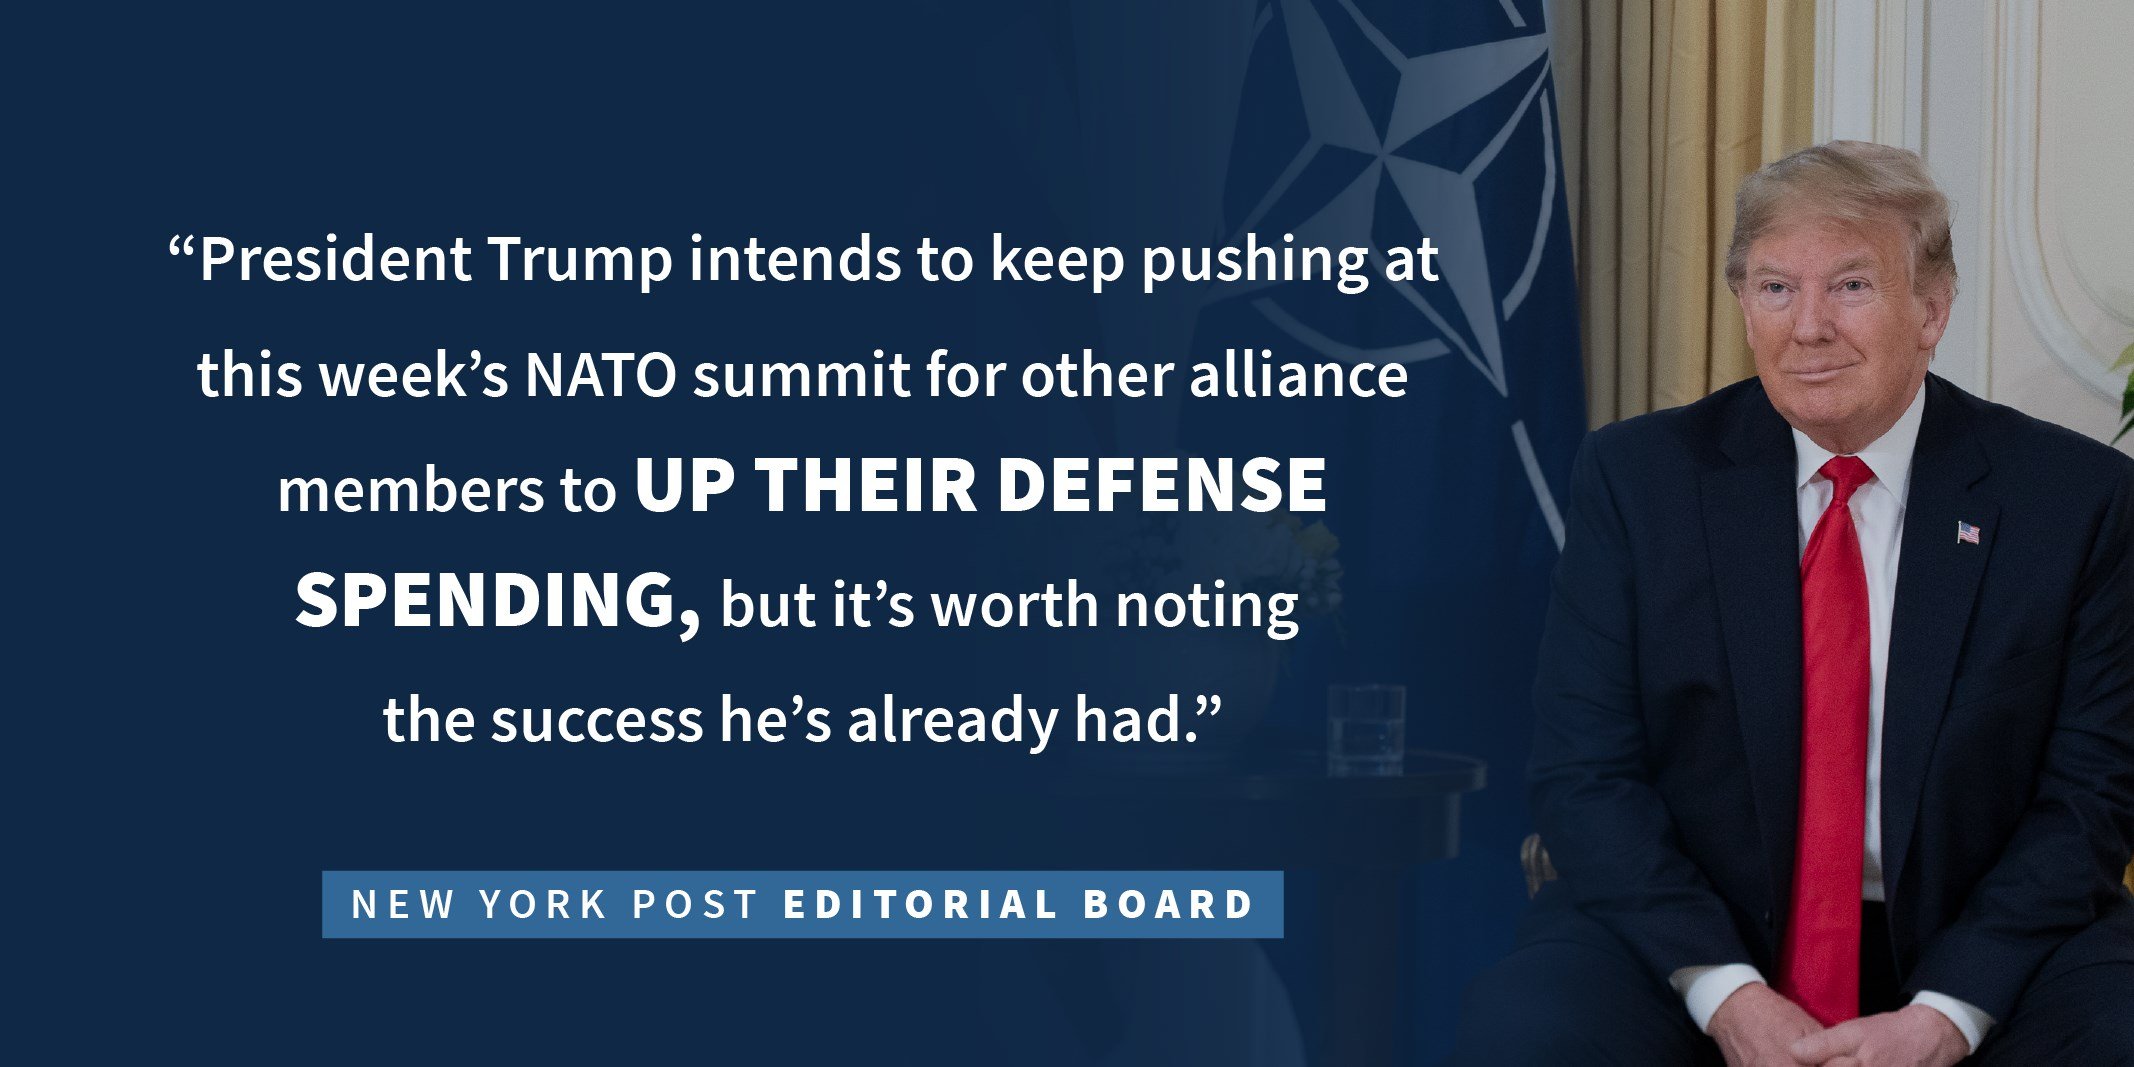 “President Trump intends to keep pushing at
this week’s NATO summit for other alliance
members to UP THEIR DEFENSE
SPENDING, but it’s worth noting
the success he’s already had.”
NEW YORK POST EDITORIAL BOARD